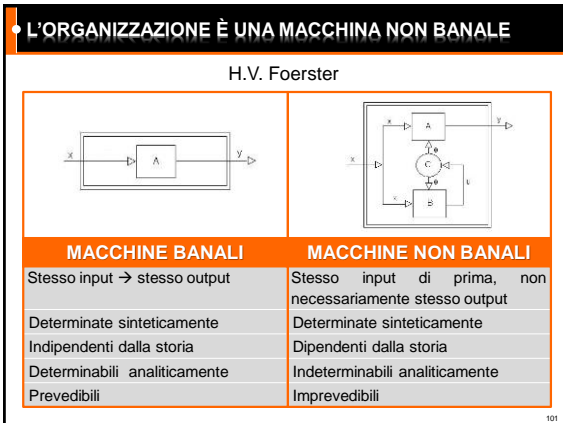 L'ORGANIZZAZIONE È UNA MACCHINA NON BANALE
H.V. Foerster
x A y
x A y
C
u
B
MACCHINE BANALI MACCHINE NON BANALI
Stesso input → stesso output
Stesso input di prima, non
necessariamente stesso output
Determinate sinteticamente Determinate sinteticamente
Indipendenti dalla storia Dipendenti dalla storia
Determinabili analiticamente Indeterminabili analiticamente
Prevedibili Imprevedibili
101